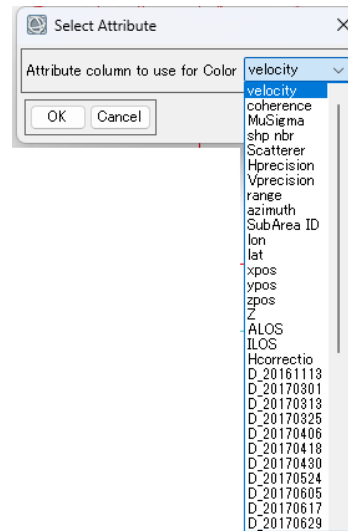 Select Attribute
Attribute column to use for Color velocity
OK Cancel
velocity
coherence
MuSigma
shp nbr
Scatterer
Hprecision
Vprecision
range
azimuth
SubArea ID
lon
lat
xpos
ypos
zpos
Z
ALOS
ILOS
Hcorrectio
D_20161113
D_20170301
D_20170313
D_20170325
D_20170406
D_20170418
D_20170430
D_20170524
D_20170605
D_20170617
D_20170629